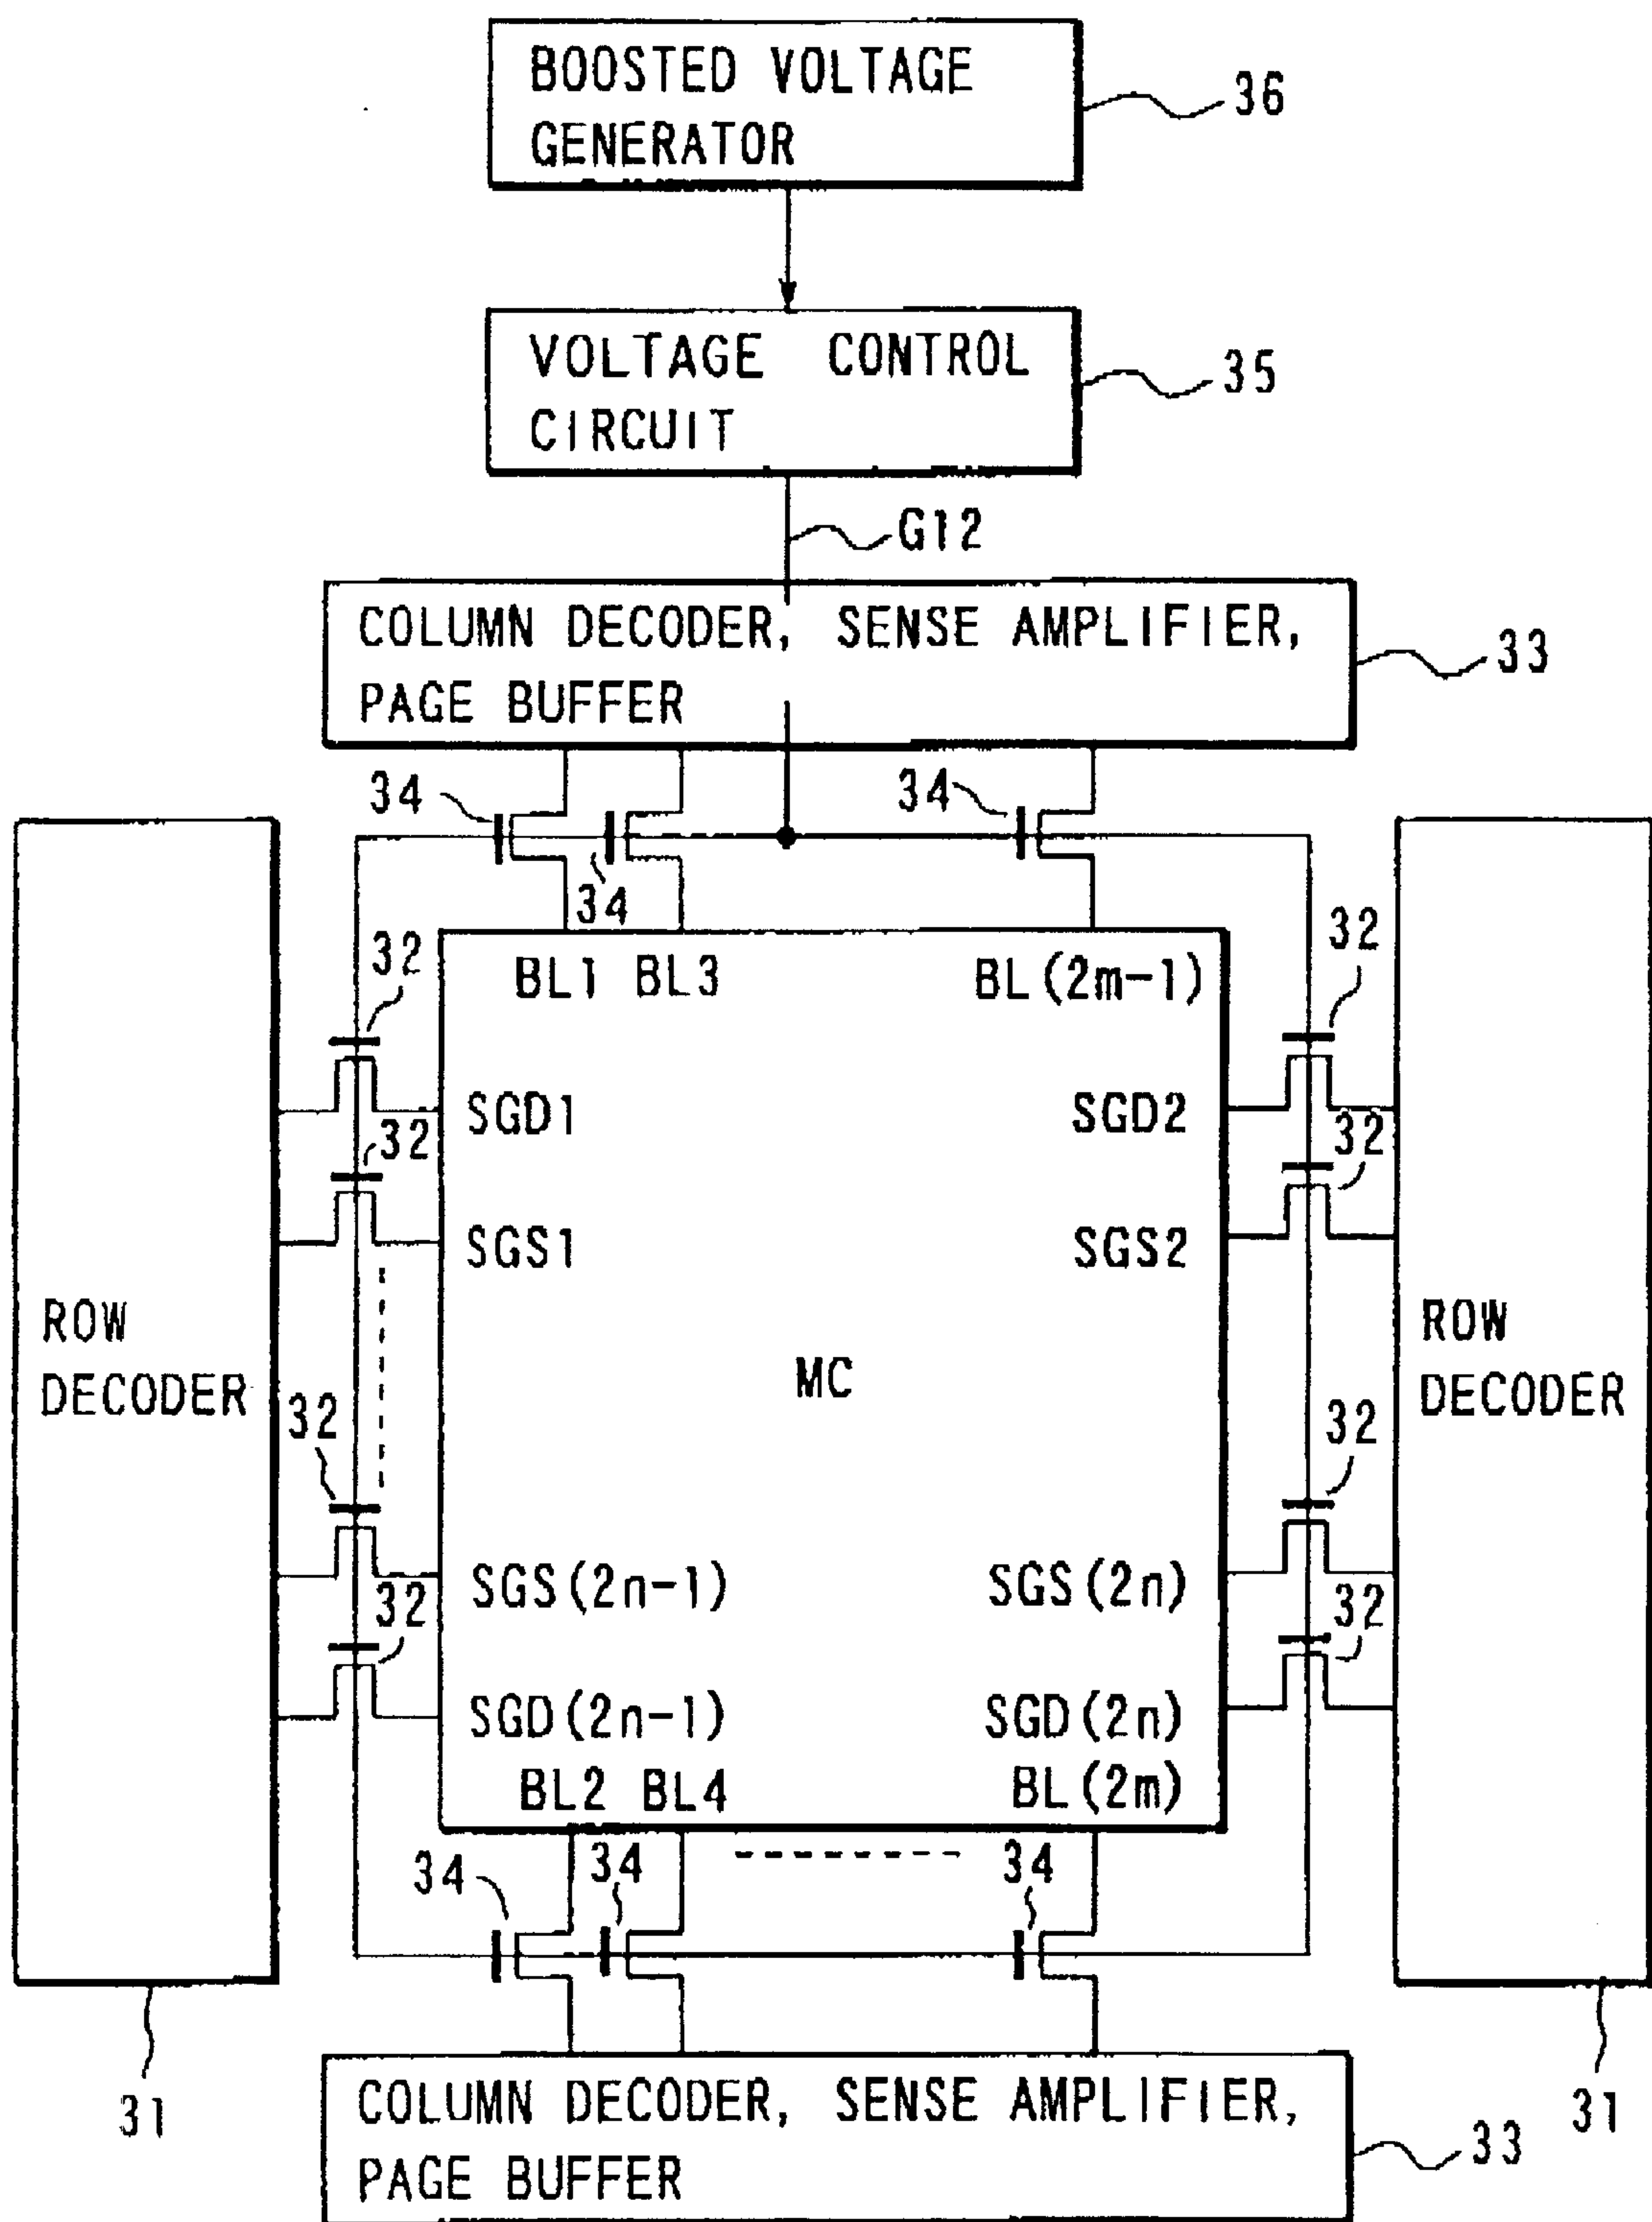 BOOSTED VOLTAGE
GENERATOR
36
VOLTAGE CONTROL
CIRCUIT
35
G12
COLUMN DECODER, SENSE AMPLIFIER,
PAGE BUFFER
33
34
34
34
32
32
BL1 BL3 BL(2m-1)
SGD1
SGD2
32
32
SGS1
SGS2
ROW
DECODER
MC
ROW
DECODER
32
32
SGS(2n-1)
SGS(2n)
32
32
SGD(2n-1)
SGD(2n)
BL2 BL4 BL(2m)
34
34
34
31
31
COLUMN DECODER, SENSE AMPLIFIER,
PAGE BUFFER
33